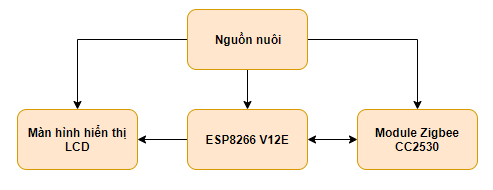 Nguồn nuôi
Màn hình hiển thị
LCD
ESP8266 V12E
Module Zigbee
CC2530